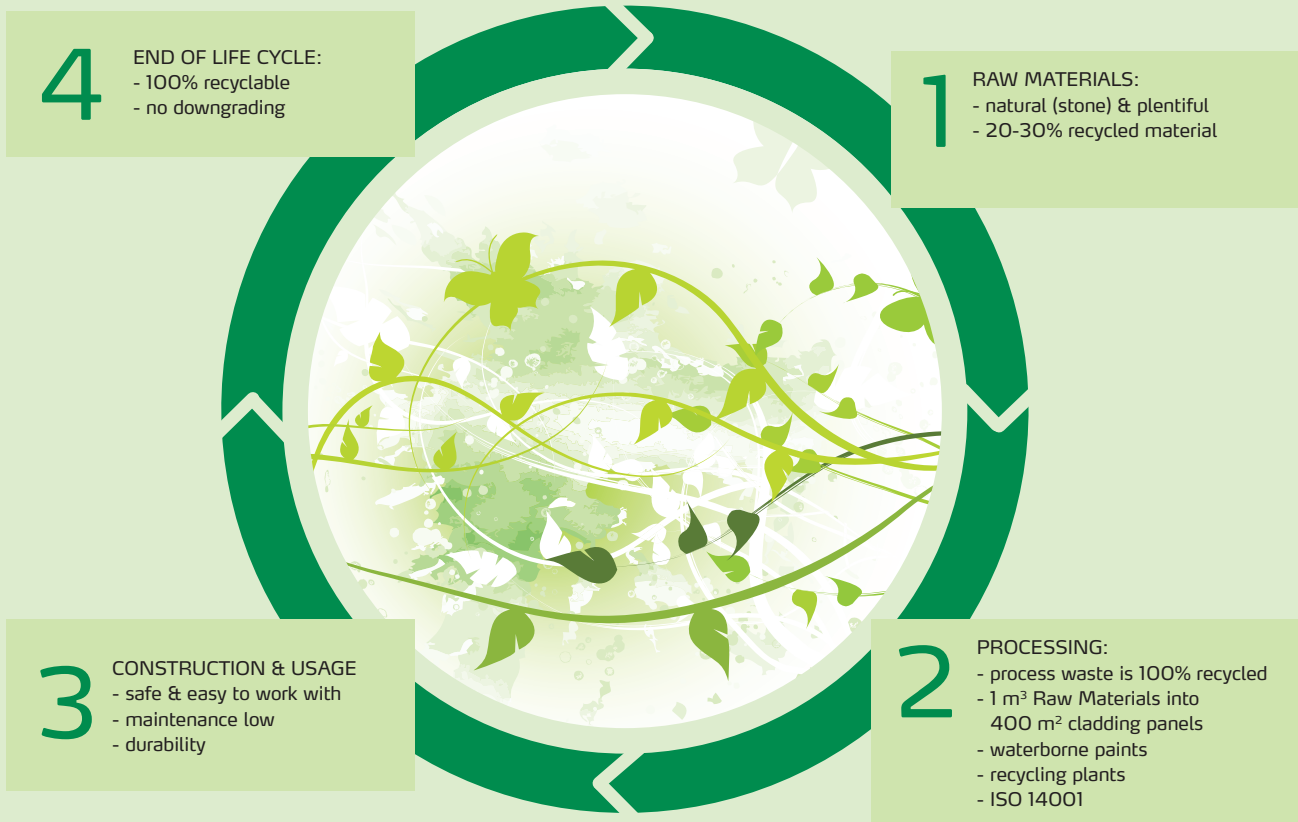 1
RAW MATERIALS:
- natural (stone) & plentiful
- 20-30% recycled material
2
PROCESSING:
- process waste is 100% recycled
- 1 m³ Raw Materials into
400 m² cladding panels
- waterborne paints
- recycling plants
- ISO 14001
3
CONSTRUCTION & USAGE
- safe & easy to work with
- maintenance low
- durability
4
END OF LIFE CYCLE:
- 100% recyclable
- no downgrading